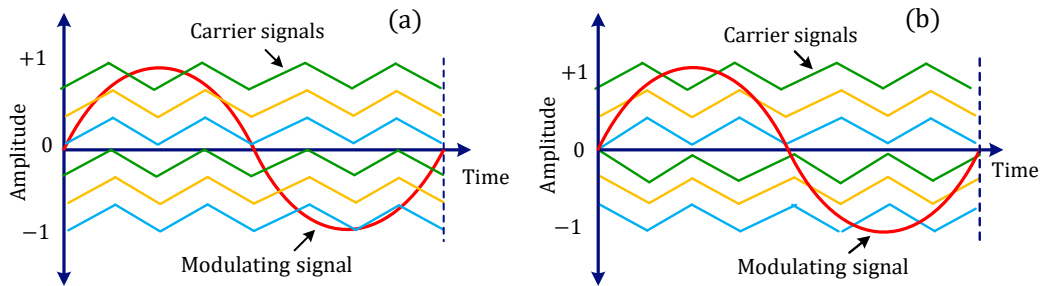 (a)
Carrier signals
+1
Amplitude
0
Time
−1
Modulating signal
(b)
Carrier signals
+1
Amplitude
0
Time
−1
Modulating signal